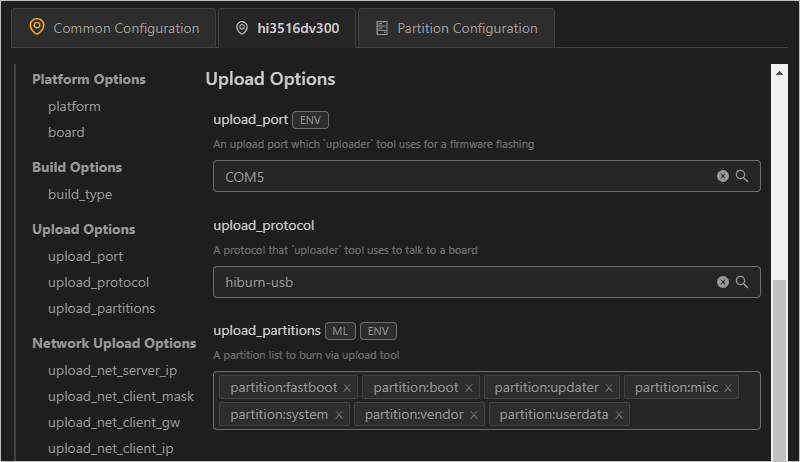 Common Configuration
hi3516dv300
Partition Configuration
Platform Options
platform
board
Build Options
build_type
Upload Options
upload_port
upload_protocol
upload_partitions
Network Upload Options
upload_net_server_ip
upload_net_client_mask
upload_net_client_gw
upload_net_client_ip
Upload Options
upload_port ENV
An upload port which `uploader` tool uses for a firmware flashing
COM5
upload_protocol
A protocol that `uploader` tool uses to talk to a board
hiburn-usb
upload_partitions ML ENV
A partition list to burn via upload tool
partition:fastboot partition:boot partition:updater partition:misc
partition:system partition:vendor partition:userdata